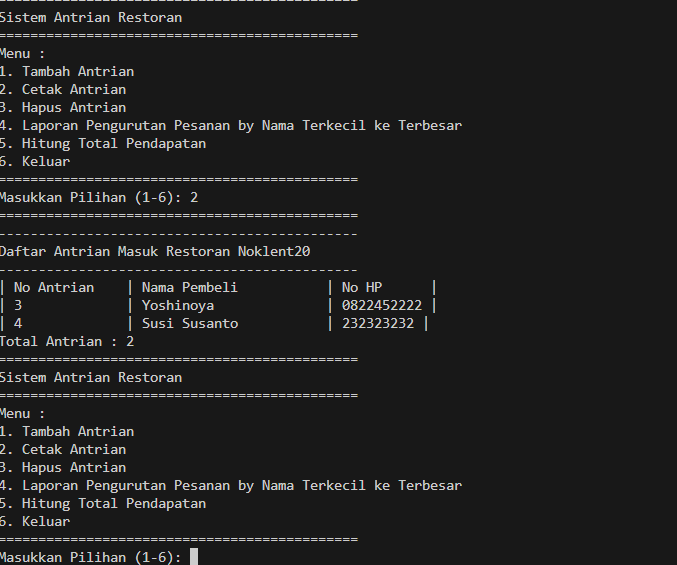 =============================================
Sistem Antrian Restoran
=============================================
Menu :
1. Tambah Antrian
2. Cetak Antrian
3. Hapus Antrian
4. Laporan Pengurutan Pesanan by Nama Terkecil ke Terbesar
5. Hitung Total Pendapatan
6. Keluar
=============================================
Masukkan Pilihan (1-6): 2
=============================================
---------------------------------------------
Daftar Antrian Masuk Restoran Noklent20
---------------------------------------------
| No Antrian    | Nama Pembeli           | No HP      |
| 3             | Yoshinoya              | 0822452222 |
| 4             | Susi Susanto           | 232323232 |
Total Antrian : 2
=============================================
Sistem Antrian Restoran
=============================================
Menu :
1. Tambah Antrian
2. Cetak Antrian
3. Hapus Antrian
4. Laporan Pengurutan Pesanan by Nama Terkecil ke Terbesar
5. Hitung Total Pendapatan
6. Keluar
=============================================
Masukkan Pilihan (1-6):